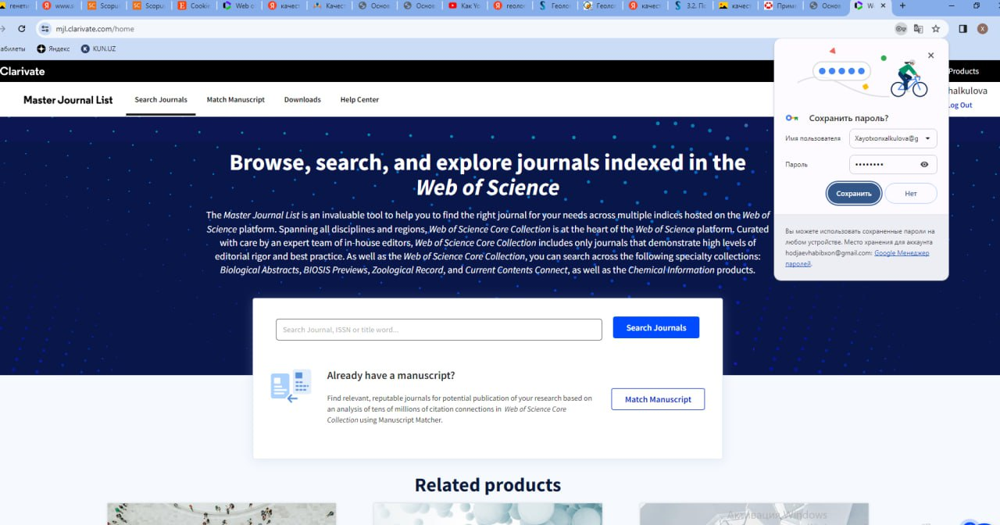 www.s
Scopu
Scopu
Cookie
Web o
качест
Качест
Осно
Осно
Как Yo
геолог
Геоло
Геоло
качест
3.2. По
качест
Приме
Основ
We
mjl.clarivate.com/home
Яндекс
KUN.UZ
Clarivate
Products
Master Journal List
Search Journals
Match Manuscript
Downloads
Help Center
halkulova
Log Out
Сохранить пароль?
Имя пользователя
Xayotxonxalkulova@g
Пароль
Сохранить
Нет
Вы можете использовать сохраненные пароли на
любом устройстве. Место хранения для аккаунта
hodjaevhabibxon@gmail.com: Google Менеджер
паролей.
Browse, search, and explore journals indexed in the
Web of Science
The Master Journal List is an invaluable tool to help you to find the right journal for your needs across multiple indices hosted on the Web of
Science platform. Spanning all disciplines and regions, Web of Science Core Collection is at the heart of the Web of Science platform. Curated
with care by an expert team of in-house editors, Web of Science Core Collection includes only journals that demonstrate high levels of
editorial rigor and best practice. As well as the Web of Science Core Collection, you can search across the following specialty collections:
Biological Abstracts, BIOSIS Previews, Zoological Record, and Current Contents Connect, as well as the Chemical Information products.
Search Journal, ISSN or title word...
Search Journals
Already have a manuscript?
Find relevant, reputable journals for potential publication of your research based on
an analysis of tens of millions of citation connections in Web of Science Core
Collection using Manuscript Matcher.
Match Manuscript
Related products
Активация Windows